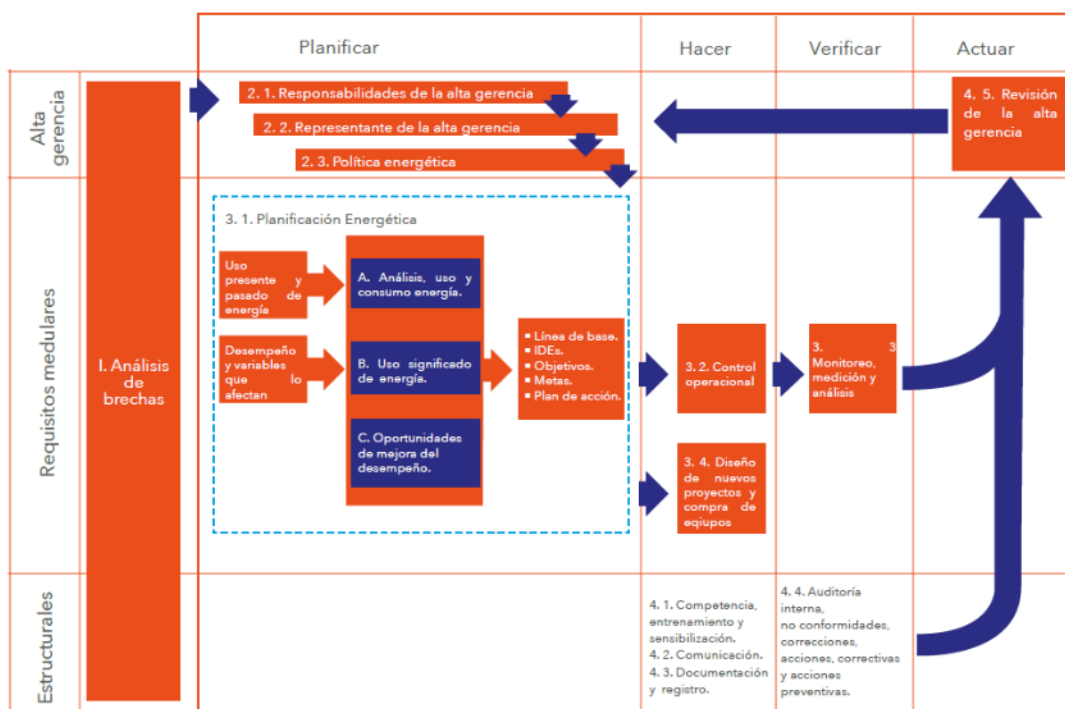 Planificar
Hacer
Verificar
Actuar
Alta
gerencia
2. 1. Responsabilidades de la alta gerencia
2. 2. Representante de la alta gerencia
2. 3. Política energética
4. 5. Revisión
de la alta
gerencia
Requisitos medulares
I. Análisis
de
brechas
3. 1. Planificación Energética
Uso
presente y
pasado de
energía
Desempeño
y variables
que lo
afectan
A. Análisis, uso y
consumo energía.
B. Uso significado
de energía.
C. Oportunidades
de mejora del
desempeño.
▪ Línea de base.
▪ IDEs.
▪ Objetivos.
▪ Metas.
▪ Plan de acción.
3. 2. Control
operacional
3. 3
Monitoreo,
medición y
análisis
3. 4. Diseño
de nuevos
proyectos y
compra de
eqiupos
Estructurales
4. 1. Competencia,
entrenamiento y
sensibilización.
4. 2. Comunicación.
4. 3. Documentación
y registro.
4. 4. Auditoría
interna,
no conformidades,
correcciones,
acciones, correctivas
y acciones
preventivas.